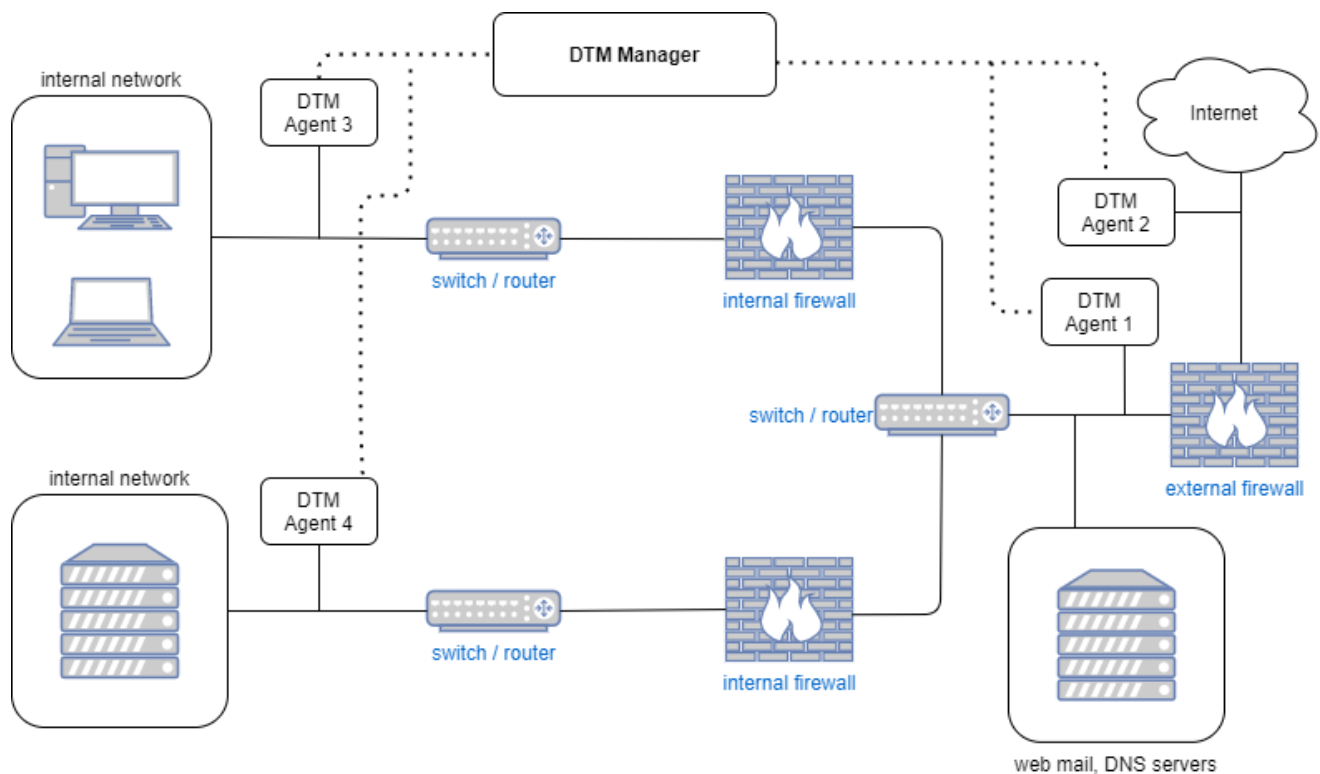 DTM Manager
internal network
DTM
Agent 3
Internet
DTM
Agent 2
switch / router
internal firewall
DTM
Agent 1
switch / router
external firewall
internal network
DTM
Agent 4
switch / router
internal firewall
web mail, DNS servers